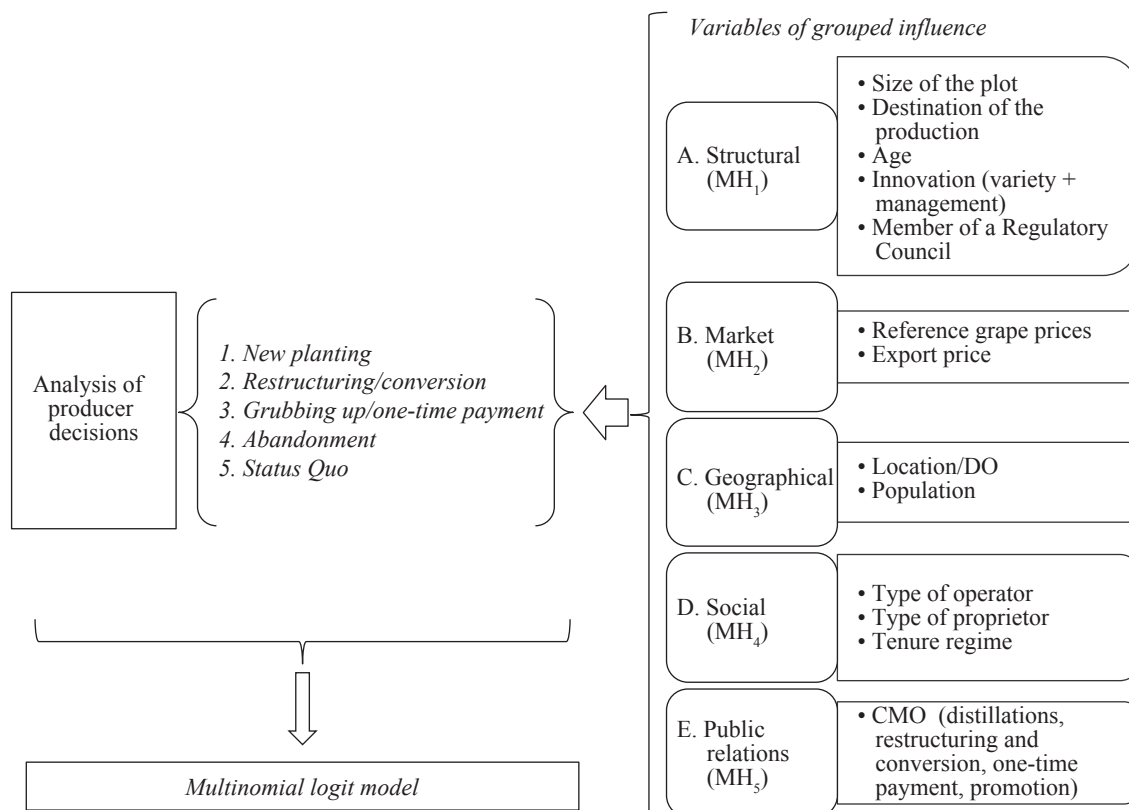 Variables of grouped influence
A. Structural
(MH₁)
• Size of the plot
• Destination of the
production
• Age
• Innovation (variety +
management)
• Member of a Regulatory
Council
B. Market
(MH₂)
• Reference grape prices
• Export price
C. Geographical
(MH₃)
• Location/DO
• Population
D. Social
(MH₄)
• Type of operator
• Type of proprietor
• Tenure regime
E. Public
relations
(MH₅)
• CMO (distillations,
restructuring and
conversion, one-time
payment, promotion)
Analysis of
producer
decisions
1. New planting
2. Restructuring/conversion
3. Grubbing up/one-time payment
4. Abandonment
5. Status Quo
Multinomial logit model